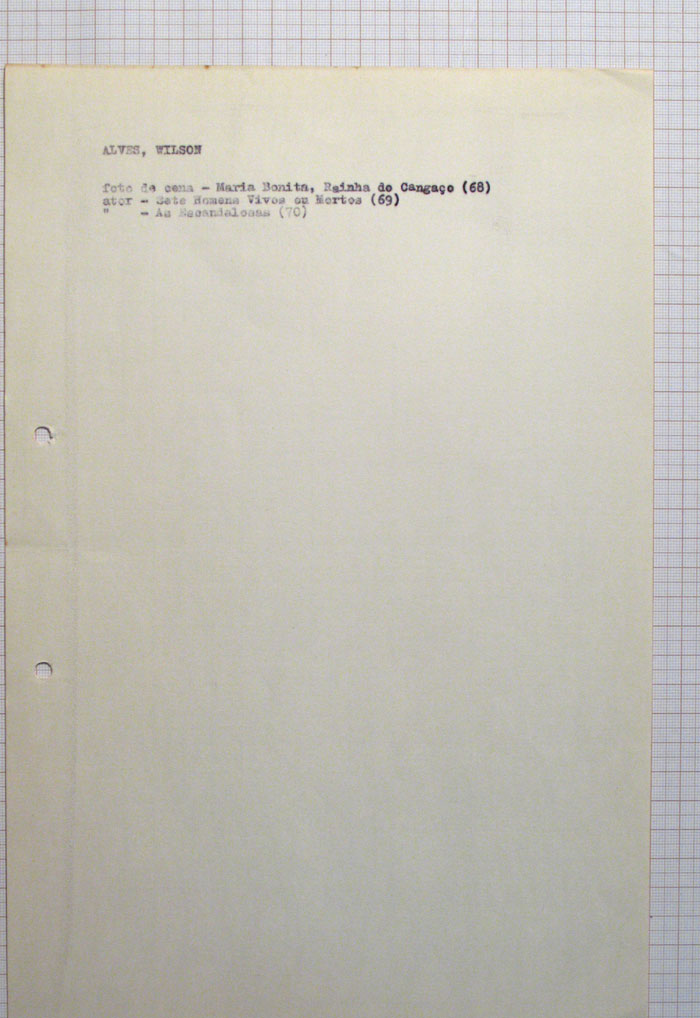 ALVES, WILSON
foto de cena - Maria Bonita, Rainha do Cangaço (68)
ator - Sete Homens Vivos ou Mortos (69)
" - As Escandalosas (70)